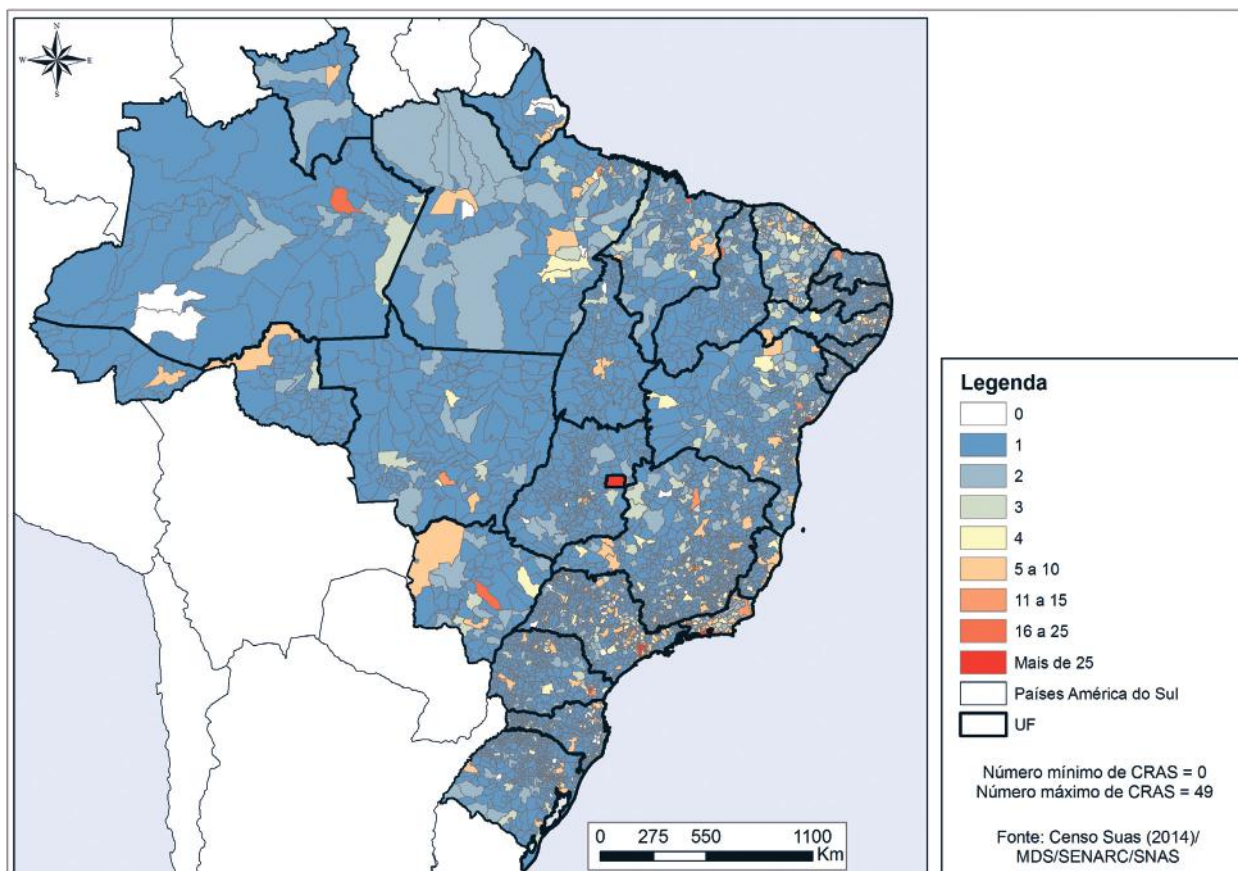 N
W E
S
Legenda
0
1
2
3
4
5 a 10
11 a 15
16 a 25
Mais de 25
Países América do Sul
UF
Número mínimo de CRAS = 0
Número máximo de CRAS = 49
Fonte: Censo Suas (2014)/
MDS/SENARC/SNAS
0 275 550 1100
Km